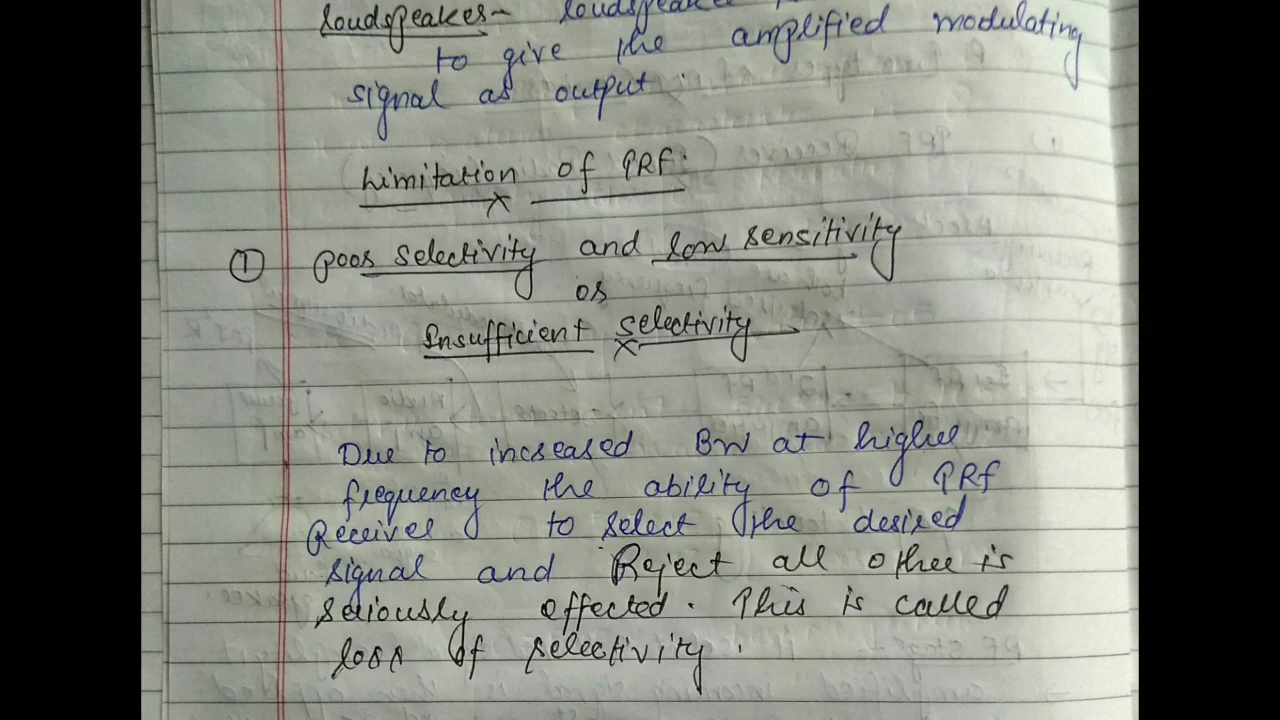 loudspeaker - loudspeaker
to give the amplified modulating
signal as output.
Limitation of TRF:
① poor selectivity and low sensitivity
or
Insufficient selectivity
Due to increased BW at higher
frequency the ability of TRf
Receiver to select the desired
signal and Reject all other is
seriously effected. This is called
loss of selectivity.